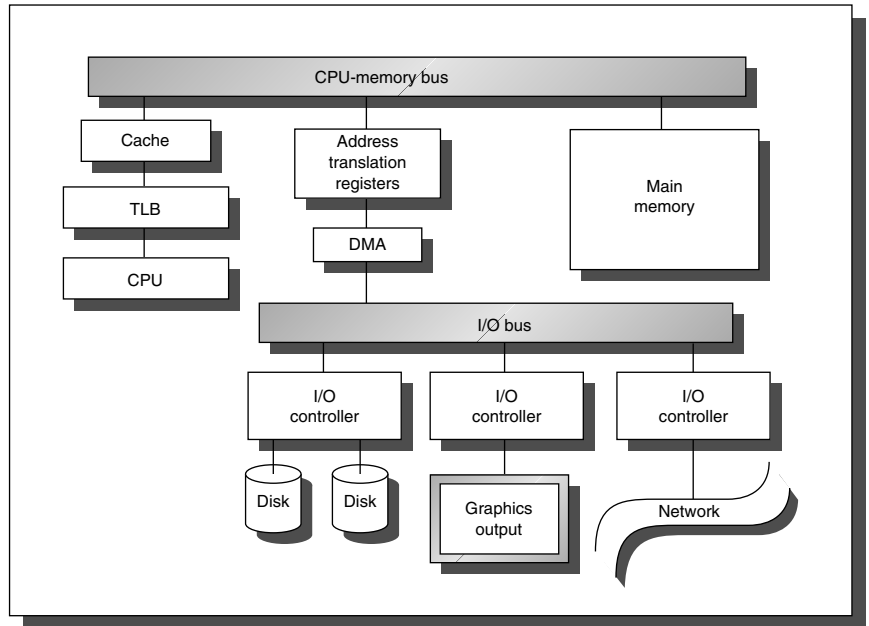 CPU-memory bus
Cache
Address
translation
registers
Main
memory
TLB
DMA
CPU
I/O bus
I/O
controller
I/O
controller
I/O
controller
Disk
Disk
Graphics
output
Network